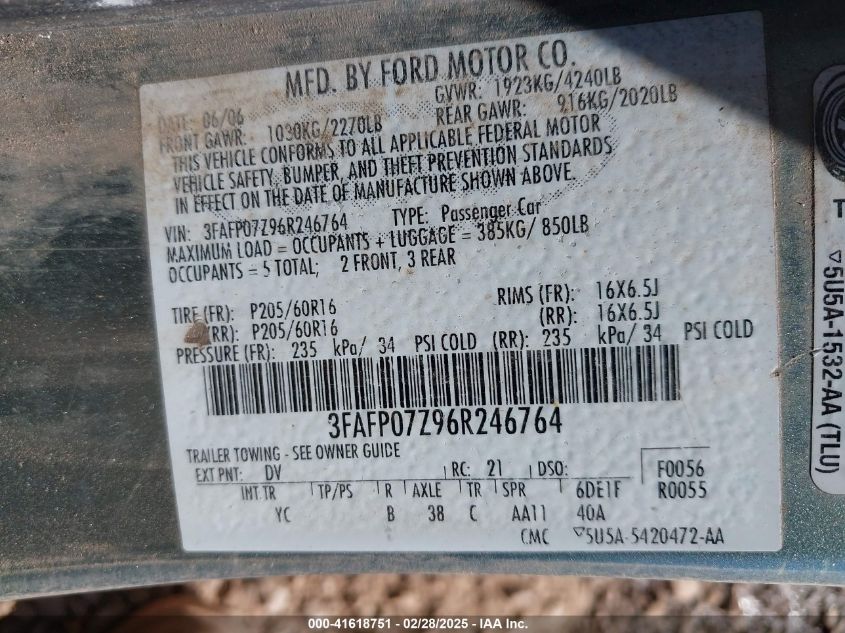 MFD. BY FORD MOTOR CO.
DATE: 06/06 GVWR: 1923KG/4240LB
FRONT GAWR: 1030KG/2270LB REAR GAWR: 916KG/2020LB
THIS VEHICLE CONFORMS TO ALL APPLICABLE FEDERAL MOTOR
VEHICLE SAFETY, BUMPER, AND THEFT PREVENTION STANDARDS
IN EFFECT ON THE DATE OF MANUFACTURE SHOWN ABOVE.
VIN: 3FAFP07Z96R246764 TYPE: Passenger Car
MAXIMUM LOAD = OCCUPANTS + LUGGAGE = 385KG/ 850LB
OCCUPANTS = 5 TOTAL; 2 FRONT, 3 REAR
TIRE (FR): P205/60R16 RIMS (FR): 16X6.5J
(RR): P205/60R16 (RR): 16X6.5J
PRESSURE (FR): 235 kPa/ 34 PSI COLD (RR): 235 kPa/ 34 PSI COLD
3FAFP07Z96R246764
TRAILER TOWING - SEE OWNER GUIDE
EXT PNT: DV RC: 21 DSO: F0056
INT TR TP/PS R AXLE TR SPR 6DE1F R0055
YC B 38 C AA11 40A
CMC ▽5U5A-5420472-AA
T
▽5U5A-1532-AA (TLU)
000-41618751 - 02/28/2025 - IAA Inc.